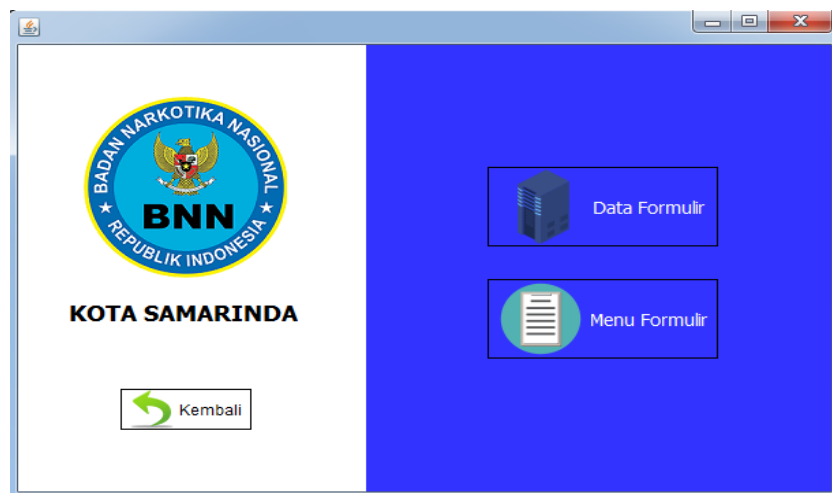 BADAN NARKOTIKA NASIONAL
BNN
★ REPUBLIK INDONESIA ★
KOTA SAMARINDA
Kembali
Data Formulir
Menu Formulir